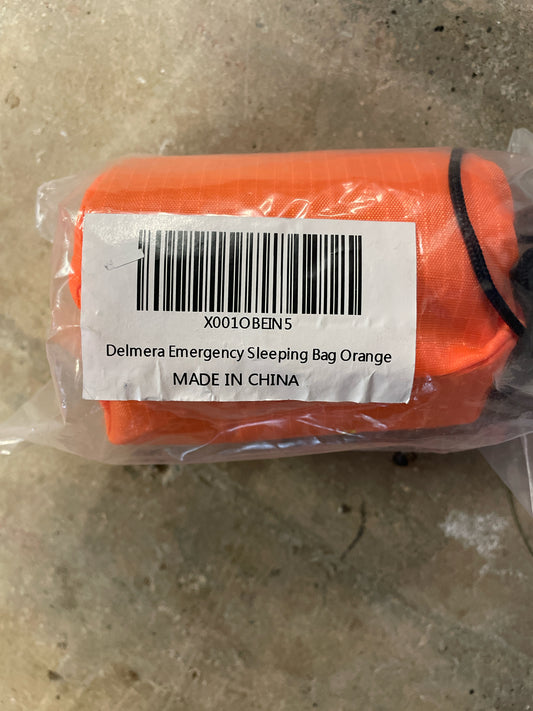 X001OBEIN5
Delmera Emergency Sleeping Bag Orange
MADE IN CHINA